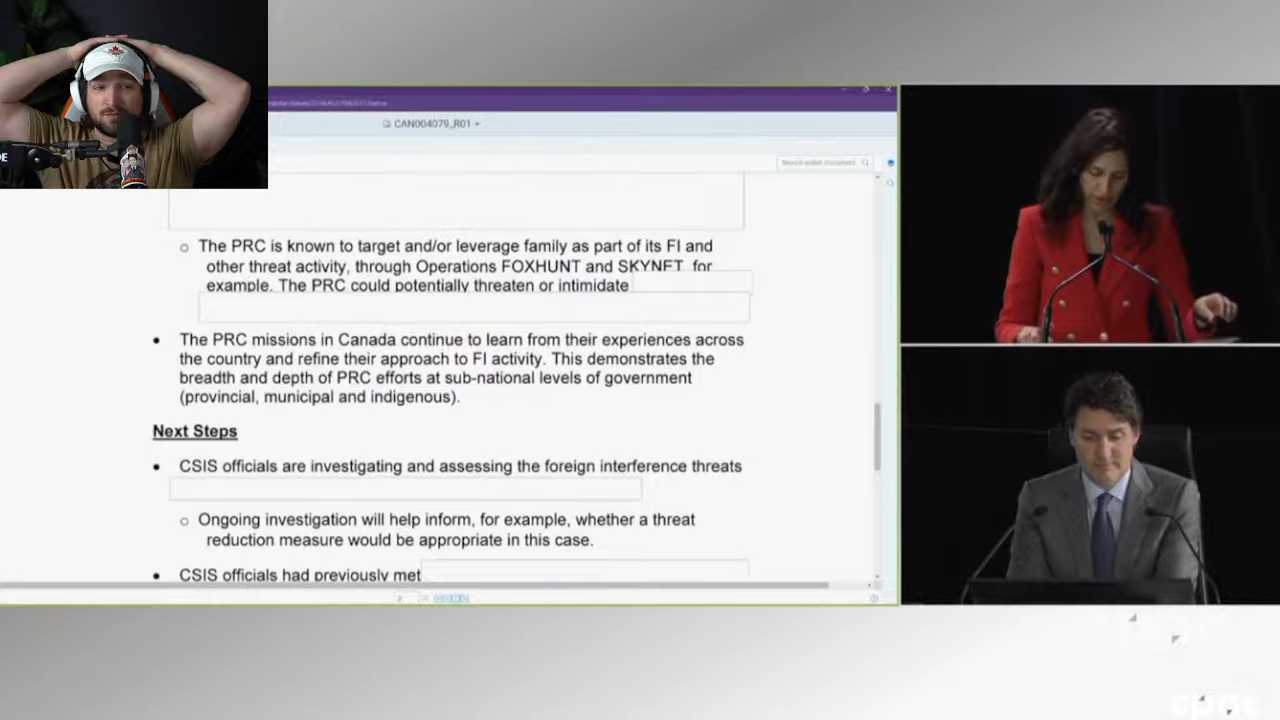 CAN004079_R01
Search entire Document
The PRC is known to target and/or leverage family as part of its FI and
other threat activity, through Operations FOXHUNT and SKYNET, for
example. The PRC could potentially threaten or intimidate
The PRC missions in Canada continue to learn from their experiences across
the country and refine their approach to FI activity. This demonstrates the
breadth and depth of PRC efforts at sub-national levels of government
(provincial, municipal and indigenous).
Next Steps
CSIS officials are investigating and assessing the foreign interference threats
Ongoing investigation will help inform, for example, whether a threat
reduction measure would be appropriate in this case.
CSIS officials had previously met
2
cpac